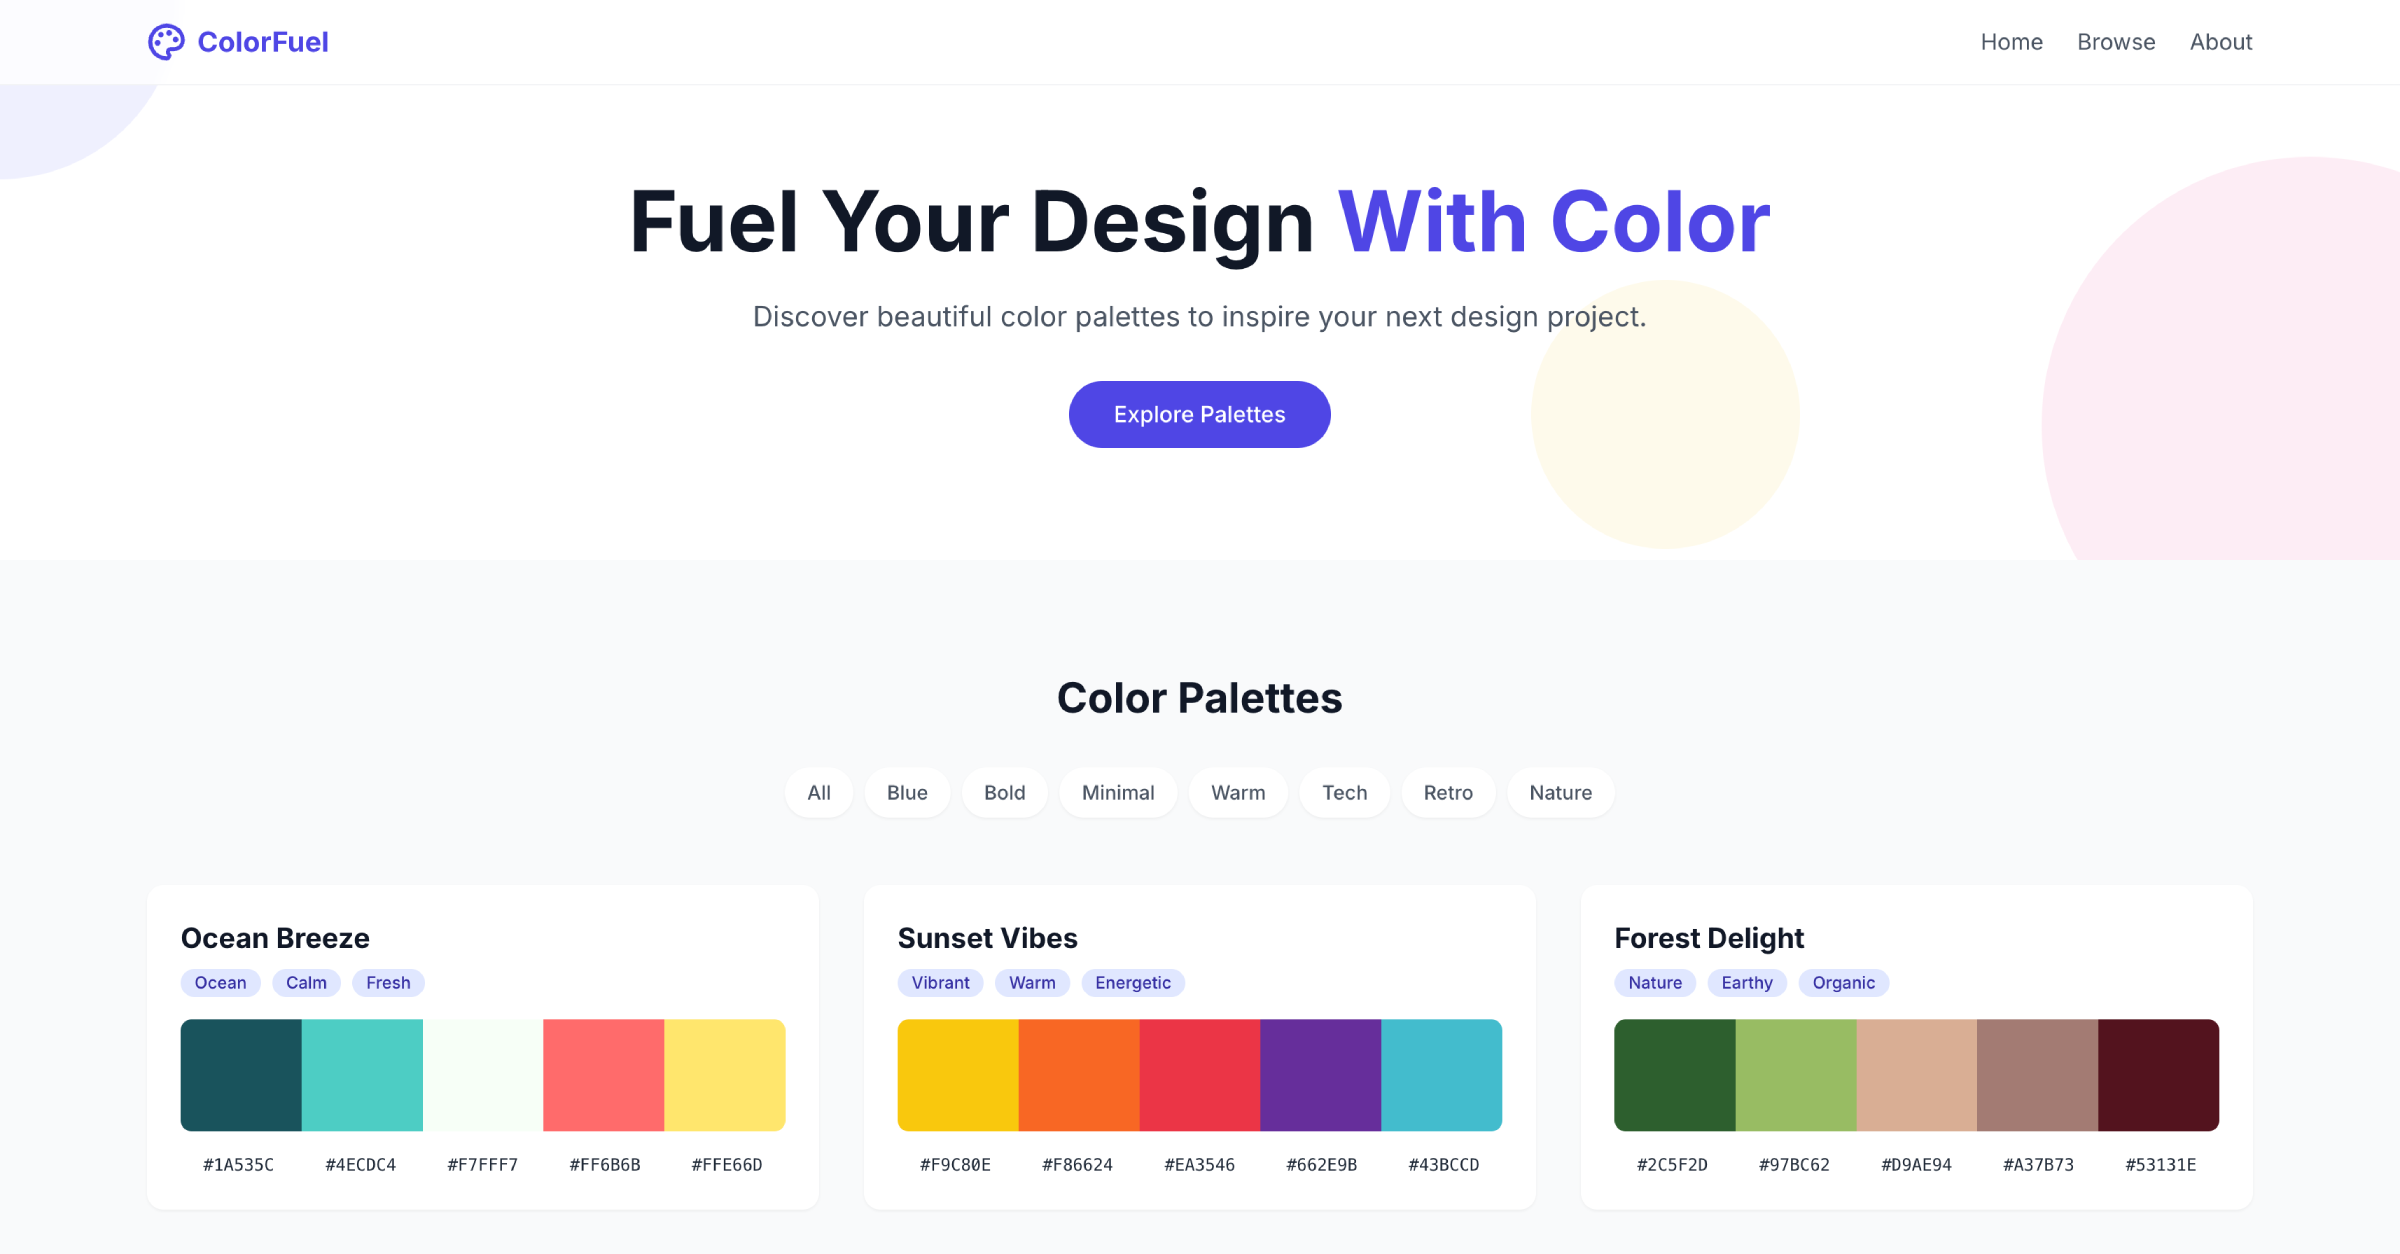 ColorFuel
Home Browse About
Fuel Your Design With Color
Discover beautiful color palettes to inspire your next design project.
Explore Palettes
Color Palettes
All Blue Bold Minimal Warm Tech Retro Nature
Ocean Breeze
Ocean Calm Fresh
#1A535C #4ECDC4 #F7FFF7 #FF6B6B #FFE66D
Sunset Vibes
Vibrant Warm Energetic
#F9C80E #F86624 #EA3546 #662E9B #43BCCD
Forest Delight
Nature Earthy Organic
#2C5F2D #97BC62 #D9AE94 #A37B73 #53131E